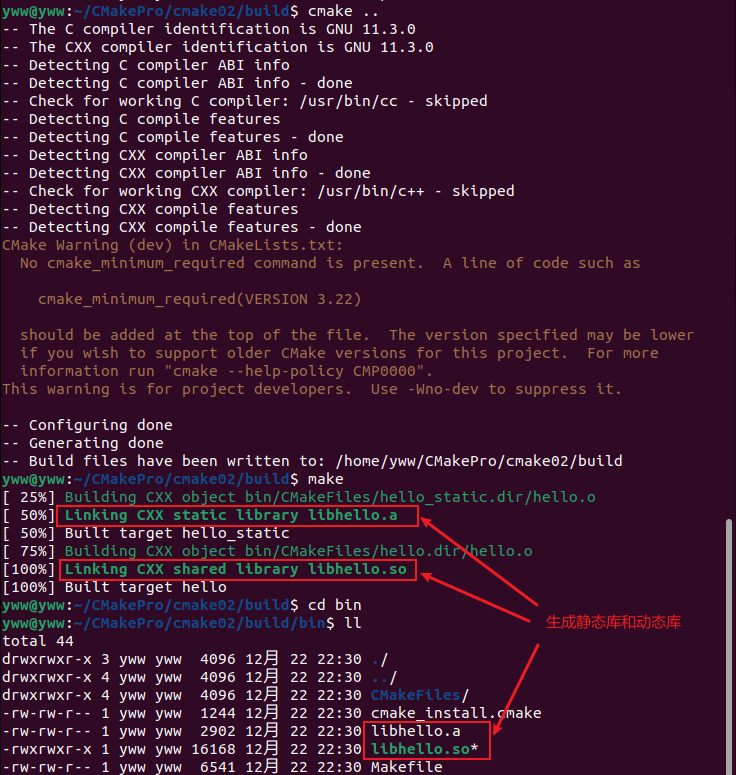 yww@yww:~/CMakePro/cmake02/build$ cmake ..
-- The C compiler identification is GNU 11.3.0
-- The CXX compiler identification is GNU 11.3.0
-- Detecting C compiler ABI info
-- Detecting C compiler ABI info - done
-- Check for working C compiler: /usr/bin/cc - skipped
-- Detecting C compile features
-- Detecting C compile features - done
-- Detecting CXX compiler ABI info
-- Detecting CXX compiler ABI info - done
-- Check for working CXX compiler: /usr/bin/c++ - skipped
-- Detecting CXX compile features
-- Detecting CXX compile features - done
CMake Warning (dev) in CMakeLists.txt:
  No cmake_minimum_required command is present.  A line of code such as
    cmake_minimum_required(VERSION 3.22)
  should be added at the top of the file.  The version specified may be lower
  if you wish to support older CMake versions for this project.  For more
  information run "cmake --help-policy CMP0000".
This warning is for project developers.  Use -Wno-dev to suppress it.
-- Configuring done
-- Generating done
-- Build files have been written to: /home/yww/CMakePro/cmake02/build
yww@yww:~/CMakePro/cmake02/build$ make
[ 25%] Building CXX object bin/CMakeFiles/hello_static.dir/hello.o
[ 50%] Linking CXX static library libhello.a
[ 50%] Built target hello_static
[ 75%] Building CXX object bin/CMakeFiles/hello.dir/hello.o
[100%] Linking CXX shared library libhello.so
[100%] Built target hello
yww@yww:~/CMakePro/cmake02/build$ cd bin
yww@yww:~/CMakePro/cmake02/build/bin$ ll
生成静态库和动态库
total 44
drwxrwxr-x 3 yww yww  4096 12月 22 22:30 ./
drwxrwxr-x 4 yww yww  4096 12月 22 22:30 ../
drwxrwxr-x 4 yww yww  4096 12月 22 22:30 CMakeFiles/
-rw-rw-r-- 1 yww yww  1244 12月 22 22:30 cmake_install.cmake
-rw-rw-r-- 1 yww yww  2902 12月 22 22:30 libhello.a
-rwxrwxr-x 1 yww yww 16168 12月 22 22:30 libhello.so*
-rw-rw-r-- 1 yww yww  6541 12月 22 22:30 Makefile